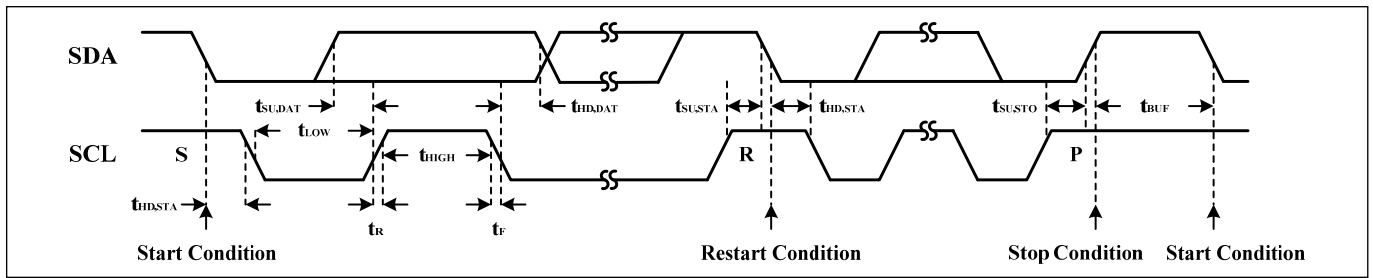 SDA
tSU,DAT
tHD,DAT
tSU,STA
tHD,STA
tSU,STO
tBUF
tLOW
SCL
S
tHIGH
R
P
tHD,STA
tR
tF
Start Condition
Restart Condition
Stop Condition
Start Condition